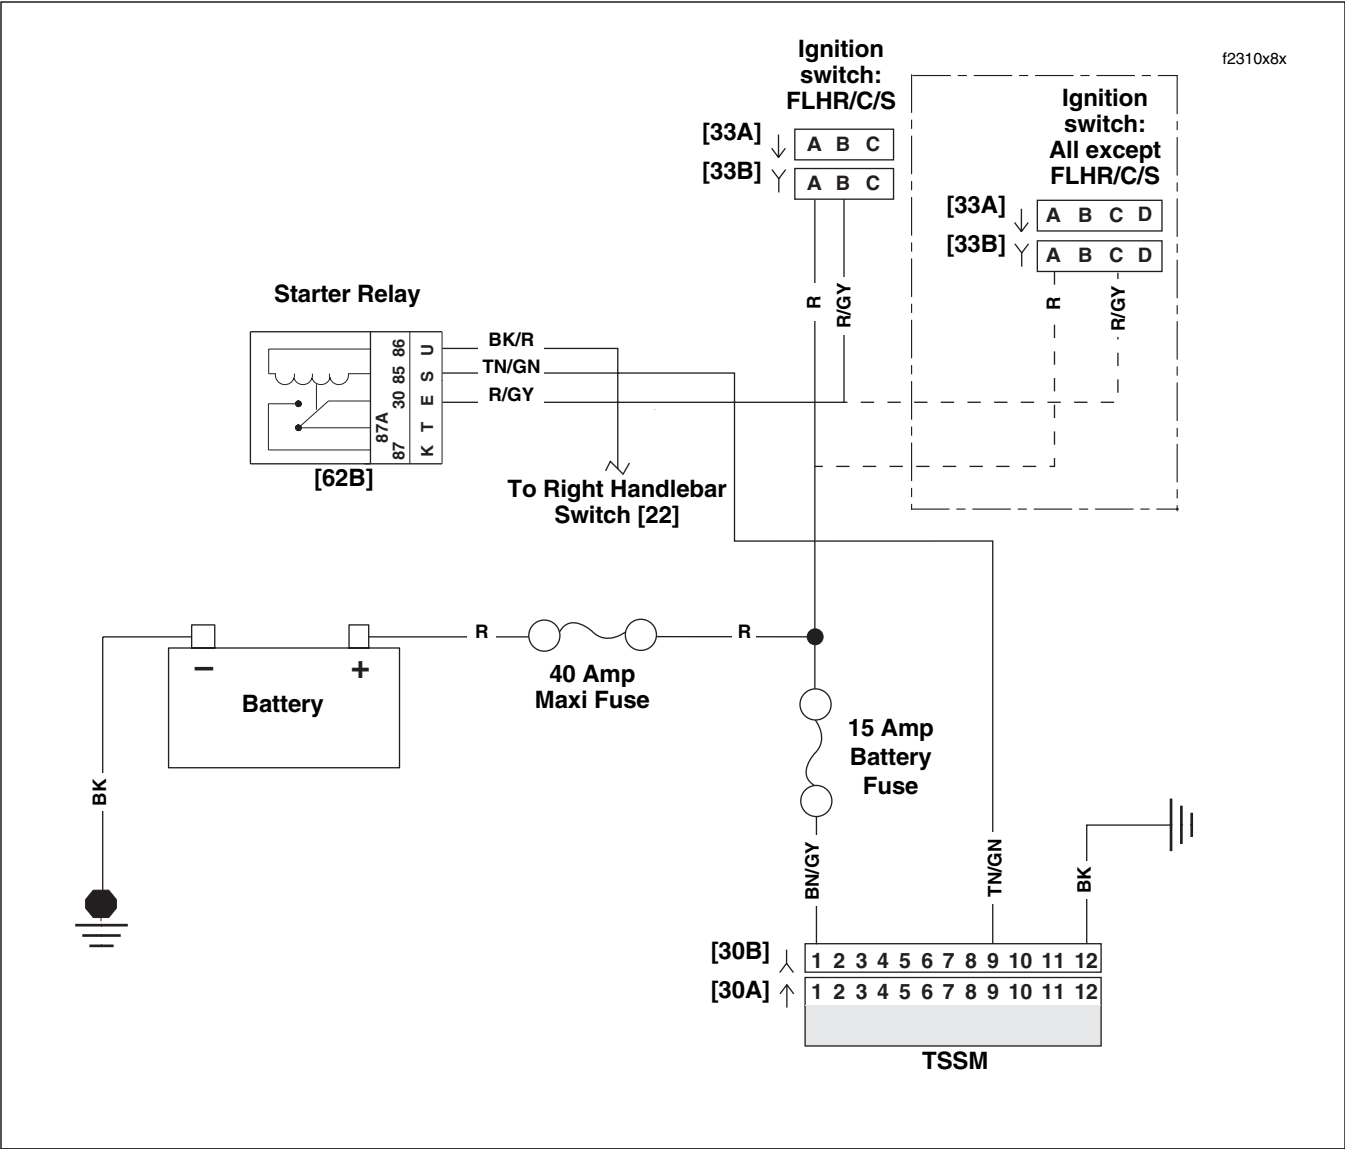 f2310x8x
Ignition
switch:
FLHR/C/S
[33A]
A B C
[33B]
A B C
Ignition
switch:
All except
FLHR/C/S
[33A]
A B C D
[33B]
A B C D
R
R/GY
R
R/GY
Starter Relay
86 U
85 S
30 E
87A T
87 K
[62B]
BK/R
TN/GN
R/GY
To Right Handlebar
Switch [22]
R
R
40 Amp
Maxi Fuse
− +
Battery
BK
15 Amp
Battery
Fuse
BN/GY
TN/GN
BK
[30B]
1 2 3 4 5 6 7 8 9 10 11 12
[30A]
1 2 3 4 5 6 7 8 9 10 11 12
TSSM